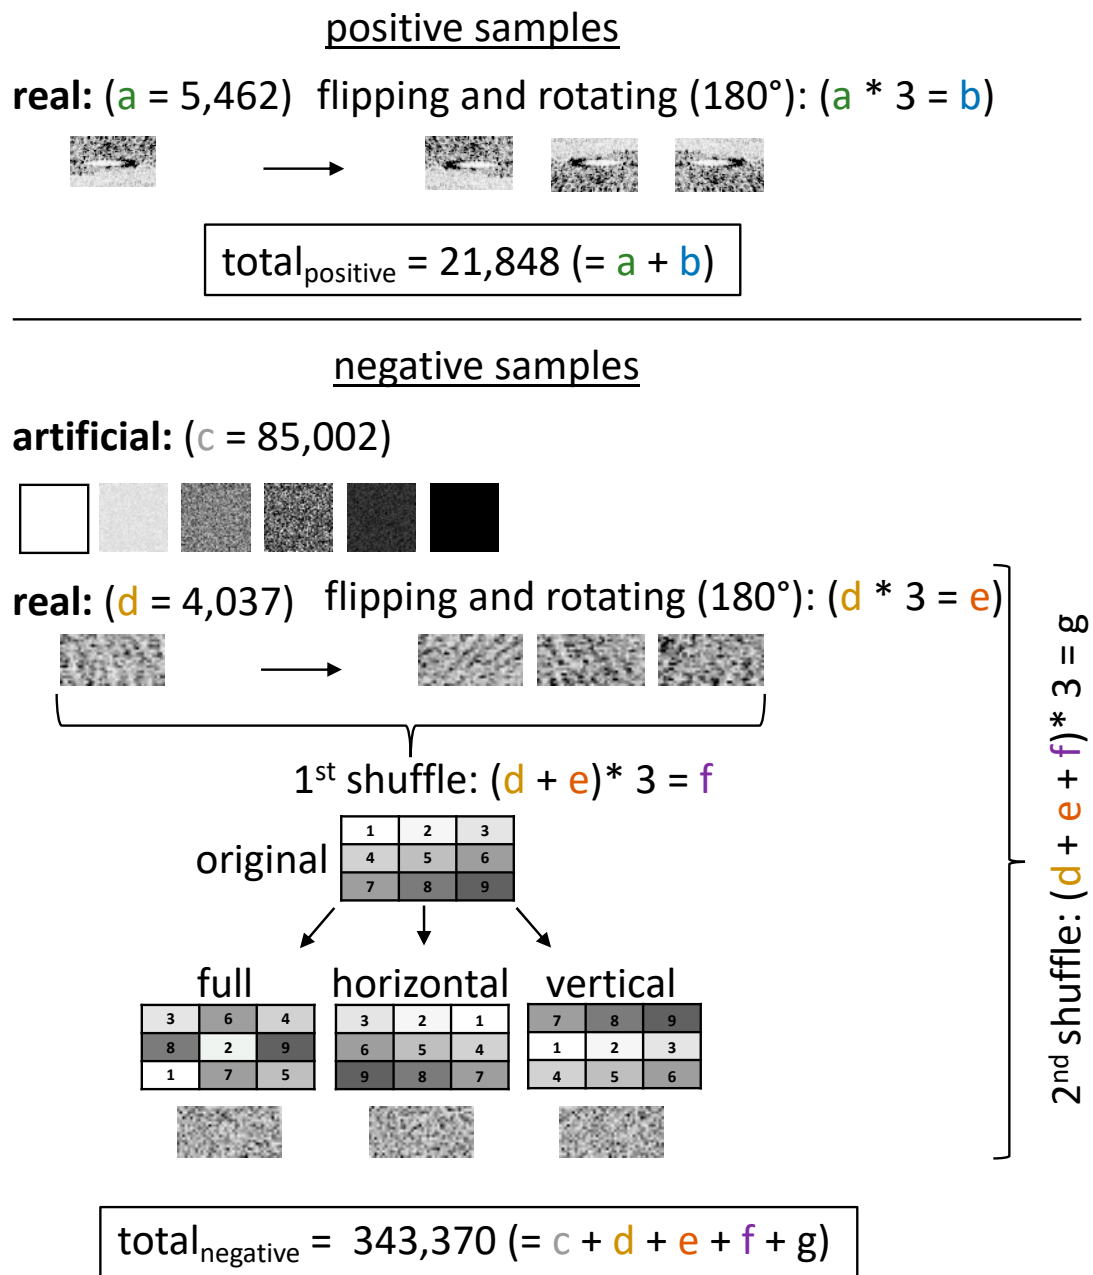 positive samples
real: (a = 5,462) flipping and rotating (180°): (a * 3 = b)
total_positive = 21,848 (= a + b)
negative samples
artificial: (c = 85,002)
real: (d = 4,037) flipping and rotating (180°): (d * 3 = e)
1st shuffle: (d + e)* 3 = f
original
1 2 3
4 5 6
7 8 9
full horizontal vertical
3 6 4 3 2 1 7 8 9
8 2 9 6 5 4 1 2 3
1 7 5 9 8 7 4 5 6
2nd shuffle: (d + e + f)* 3 = g
total_negative = 343,370 (= c + d + e + f + g)